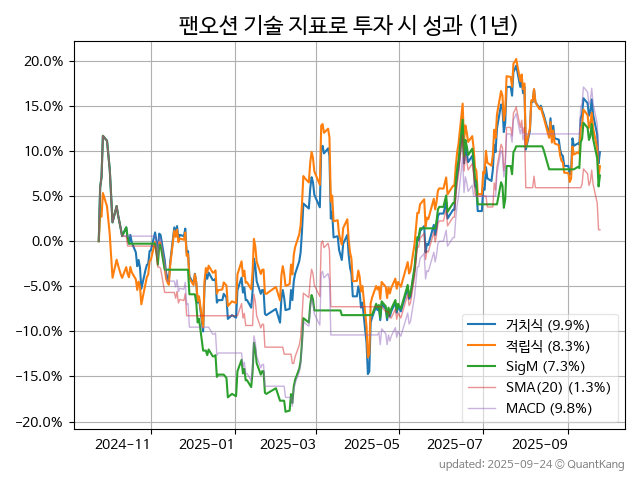 팬오션 기술 지표로 투자 시 성과 (1년)
20.0%
15.0%
10.0%
5.0%
0.0%
−5.0%
−10.0%
−15.0%
−20.0%
거치식 (9.9%)
적립식 (8.3%)
SigM (7.3%)
SMA(20) (1.3%)
MACD (9.8%)
2024-11
2025-01
2025-03
2025-05
2025-07
2025-09
updated: 2025-09-24 © QuantKang